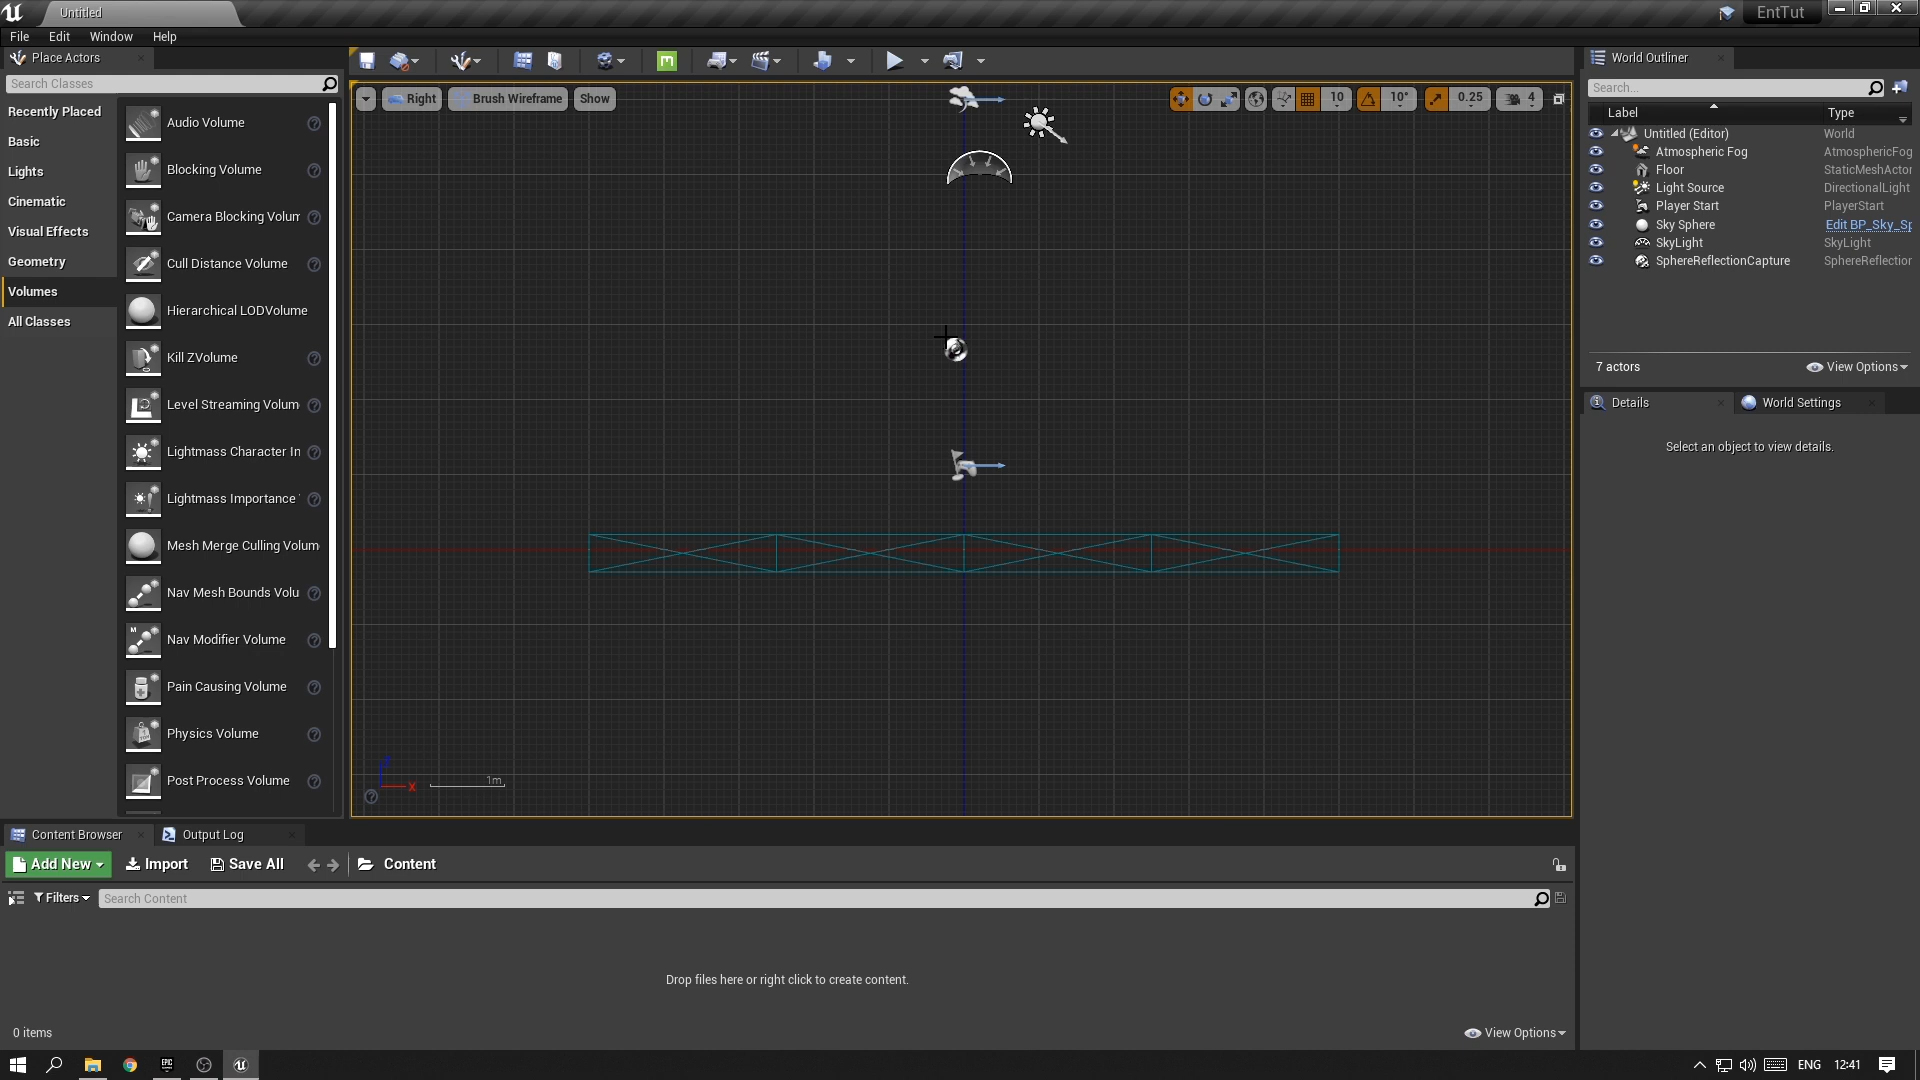 Untitled
EntTut
File Edit Window Help
Place Actors
Search Classes
Recently Placed
Basic
Lights
Cinematic
Visual Effects
Geometry
Volumes
All Classes
Audio Volume
Blocking Volume
Camera Blocking Volum
Cull Distance Volume
Hierarchical LODVolume
Kill ZVolume
Level Streaming Volum
Lightmass Character In
Lightmass Importance
Mesh Merge Culling Volum
Nav Mesh Bounds Volu
Nav Modifier Volume
Pain Causing Volume
Physics Volume
Post Process Volume
Right Brush Wireframe Show
10 10° 0.25 4
X
1m
World Outliner
Search...
Label Type
Untitled (Editor) World
Atmospheric Fog AtmosphericFog
Floor StaticMeshActor
Light Source DirectionalLight
Player Start PlayerStart
Sky Sphere Edit BP_Sky_Sp
SkyLight SkyLight
SphereReflectionCapture SphereReflection
7 actors View Options
Details World Settings
Select an object to view details.
Content Browser Output Log
Add New Import Save All Content
Filters Search Content
Drop files here or right click to create content.
0 items View Options
EPIC
ENG 12:41